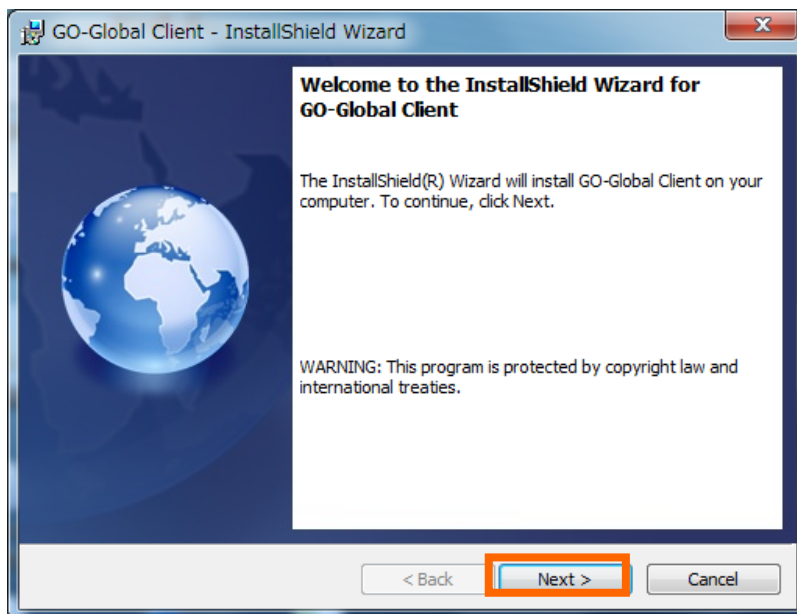 GO-Global Client - InstallShield Wizard
Welcome to the InstallShield Wizard for
GO-Global Client
The InstallShield(R) Wizard will install GO-Global Client on your
computer. To continue, click Next.
WARNING: This program is protected by copyright law and
international treaties.
< Back Next > Cancel